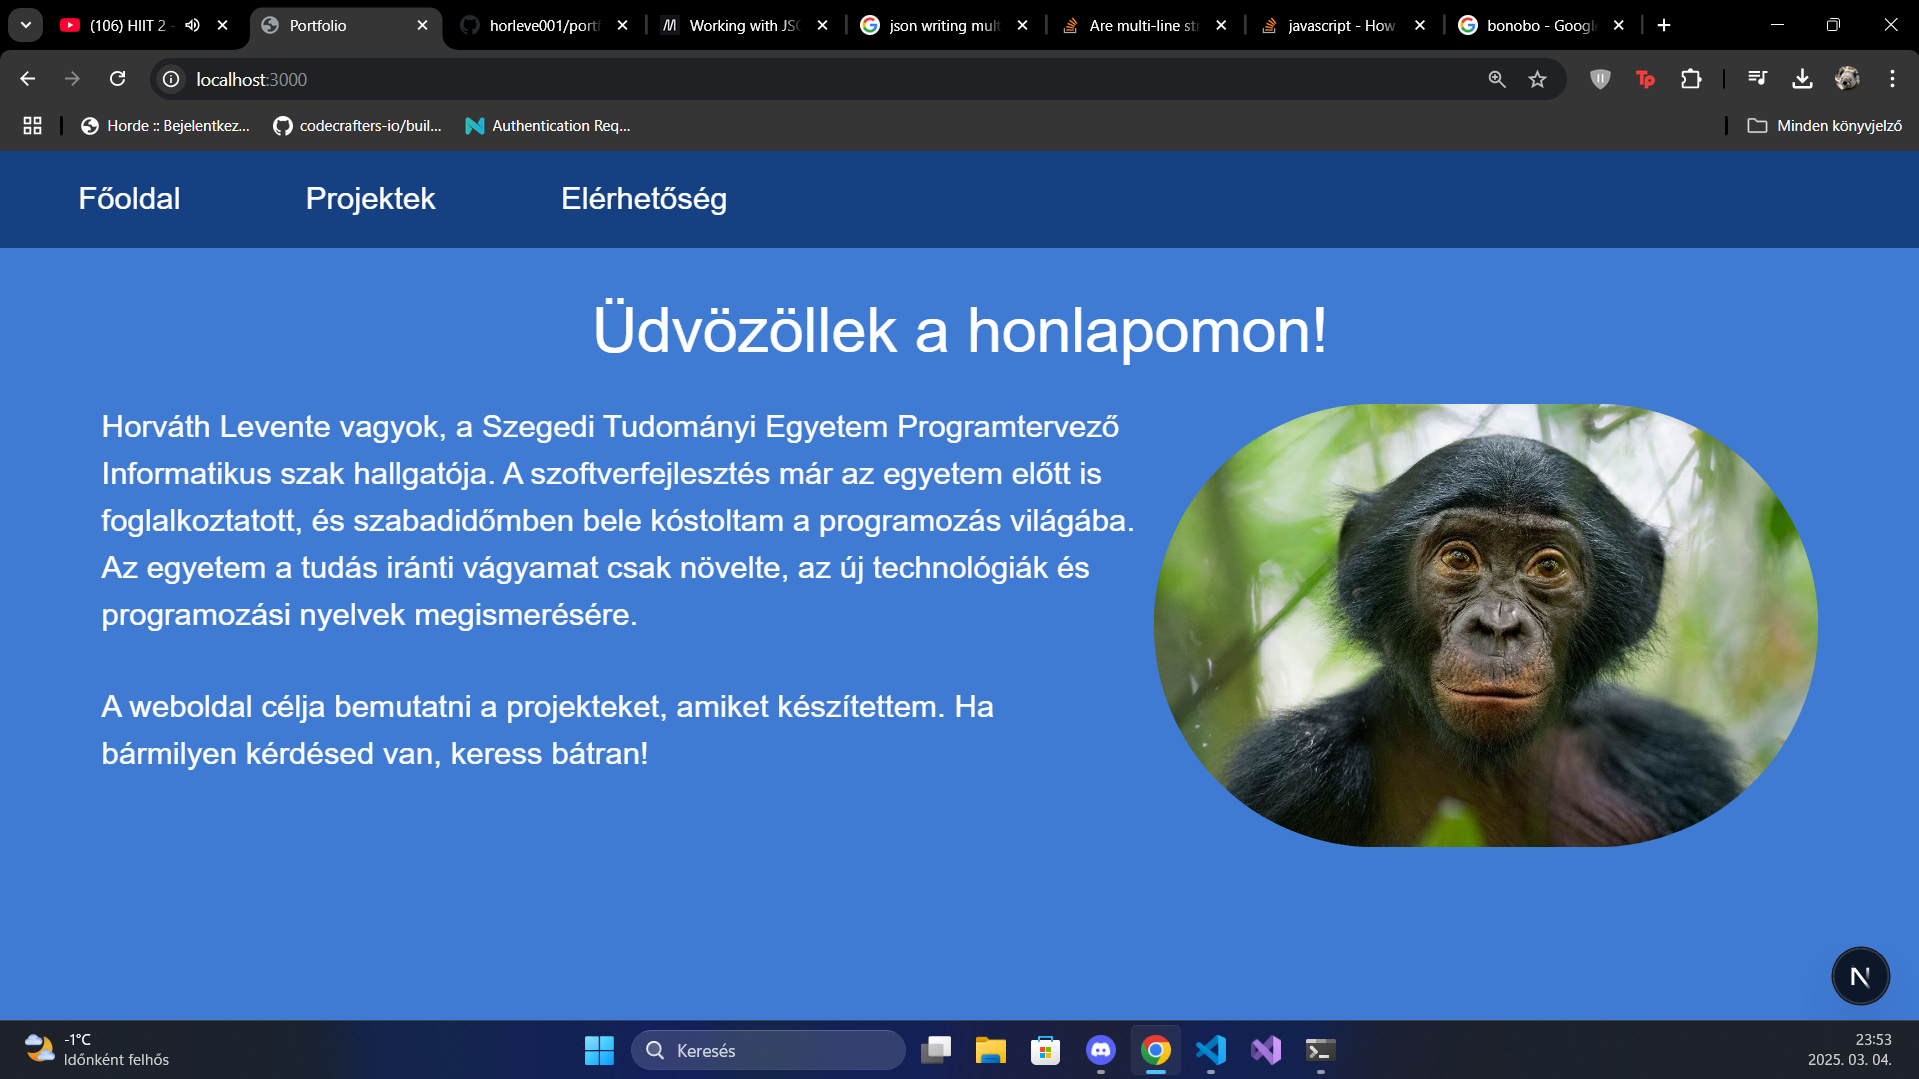 (106) HIIT 2 -
Portfolio
horleve001/portf
Working with JSO
json writing mult
Are multi-line str
javascript - How
bonobo - Google
localhost:3000
Horde :: Bejelentkez...
codecrafters-io/buil...
Authentication Req...
Minden könyvjelző
Főoldal
Projektek
Elérhetőség
Üdvözöllek a honlapomon!
Horváth Levente vagyok, a Szegedi Tudományi Egyetem Programtervező
Informatikus szak hallgatója. A szoftverfejlesztés már az egyetem előtt is
foglalkoztatott, és szabadidőmben bele kóstoltam a programozás világába.
Az egyetem a tudás iránti vágyamat csak növelte, az új technológiák és
programozási nyelvek megismerésére.
A weboldal célja bemutatni a projekteket, amiket készítettem. Ha
bármilyen kérdésed van, keress bátran!
N
-1°C
Időnként felhős
Keresés
23:53
2025. 03. 04.